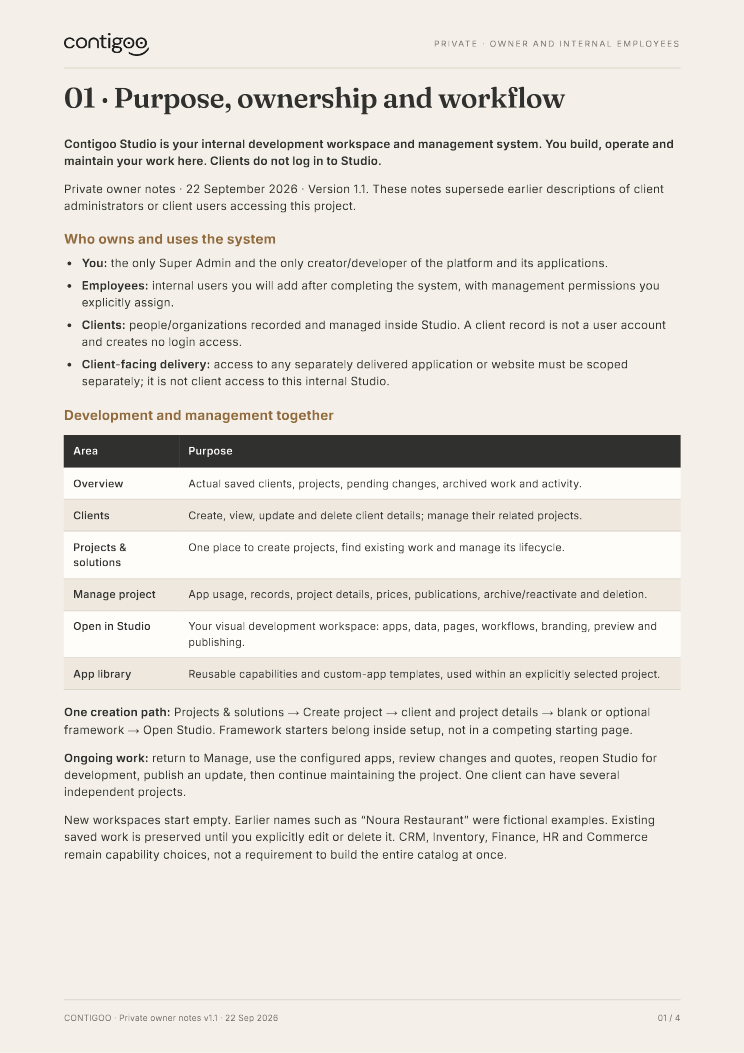 contigoo
PRIVATE · OWNER AND INTERNAL EMPLOYEES
01 · Purpose, ownership and workflow
Contigoo Studio is your internal development workspace and management system. You build, operate and
maintain your work here. Clients do not log in to Studio.
Private owner notes · 22 September 2026 · Version 1.1. These notes supersede earlier descriptions of client
administrators or client users accessing this project.
Who owns and uses the system
• You: the only Super Admin and the only creator/developer of the platform and its applications.
• Employees: internal users you will add after completing the system, with management permissions you
explicitly assign.
• Clients: people/organizations recorded and managed inside Studio. A client record is not a user account
and creates no login access.
• Client-facing delivery: access to any separately delivered application or website must be scoped
separately; it is not client access to this internal Studio.
Development and management together
Area Purpose
Overview Actual saved clients, projects, pending changes, archived work and activity.
Clients Create, view, update and delete client details; manage their related projects.
Projects & One place to create projects, find existing work and manage its lifecycle.
solutions
Manage project App usage, records, project details, prices, publications, archive/reactivate and deletion.
Open in Studio Your visual development workspace: apps, data, pages, workflows, branding, preview and
publishing.
App library Reusable capabilities and custom-app templates, used within an explicitly selected project.
One creation path: Projects & solutions → Create project → client and project details → blank or optional
framework → Open Studio. Framework starters belong inside setup, not in a competing starting page.
Ongoing work: return to Manage, use the configured apps, review changes and quotes, reopen Studio for
development, publish an update, then continue maintaining the project. One client can have several
independent projects.
New workspaces start empty. Earlier names such as “Noura Restaurant” were fictional examples. Existing
saved work is preserved until you explicitly edit or delete it. CRM, Inventory, Finance, HR and Commerce
remain capability choices, not a requirement to build the entire catalog at once.
CONTIGOO · Private owner notes v1.1 · 22 Sep 2026
01 / 4